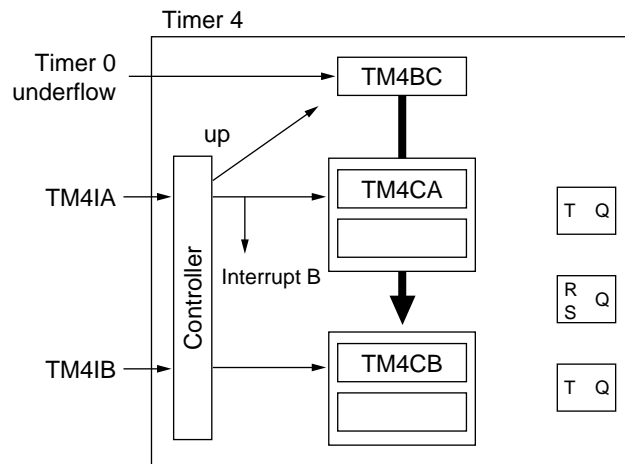 Timer 4
Timer 0
underflow
TM4BC
up
TM4IA
TM4CA
T Q
Interrupt B
Controller
R
S Q
TM4IB
TM4CB
T Q